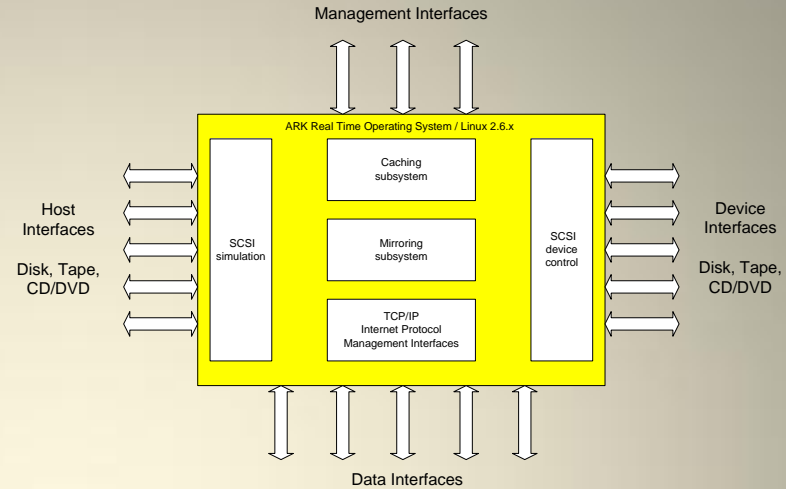 Management Interfaces
ARK Real Time Operating System / Linux 2.6.x
Host
Interfaces
Disk, Tape,
CD/DVD
SCSI
simulation
Caching
subsystem
Mirroring
subsystem
TCP/IP
Internet Protocol
Management Interfaces
SCSI
device
control
Device
Interfaces
Disk, Tape,
CD/DVD
Data Interfaces